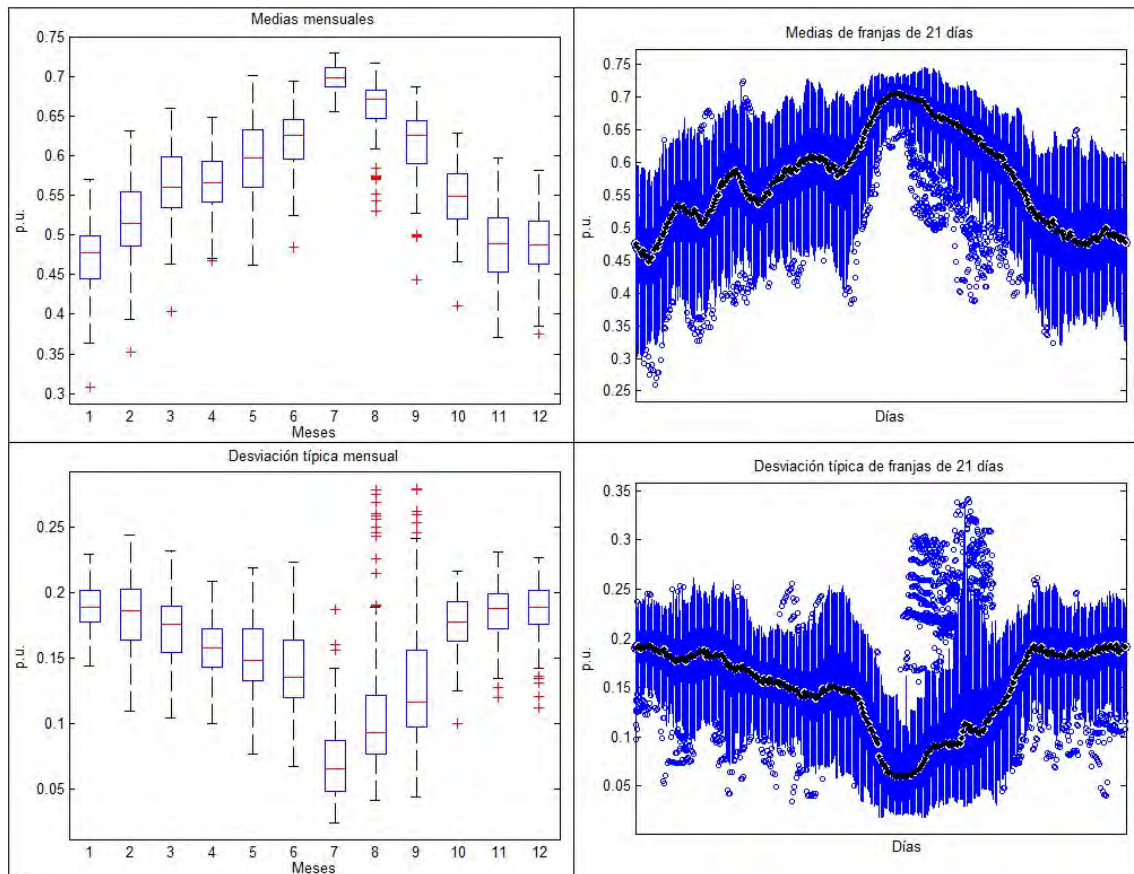 Medias mensuales
0.75
0.7
0.65
0.6
0.55
0.5
0.45
0.4
0.35
0.3
p.u.
1 2 3 4 5 6 7 8 9 10 11 12
Meses
Medias de franjas de 21 días
0.75
0.7
0.65
0.6
0.55
0.5
0.45
0.4
0.35
0.3
0.25
p.u.
Días
Desviación típica mensual
0.25
0.2
0.15
0.1
0.05
p.u.
1 2 3 4 5 6 7 8 9 10 11 12
Meses
Desviación típica de franjas de 21 días
0.35
0.3
0.25
0.2
0.15
0.1
0.05
p.u.
Días